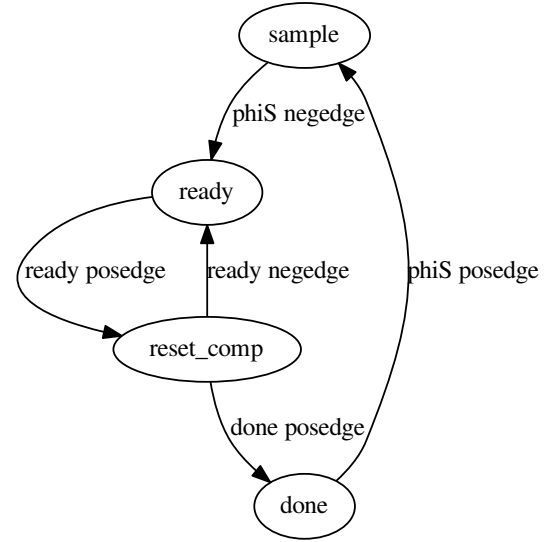 sample
phiS negedge
ready
ready posedge
ready negedge
phiS posedge
reset_comp
done posedge
done